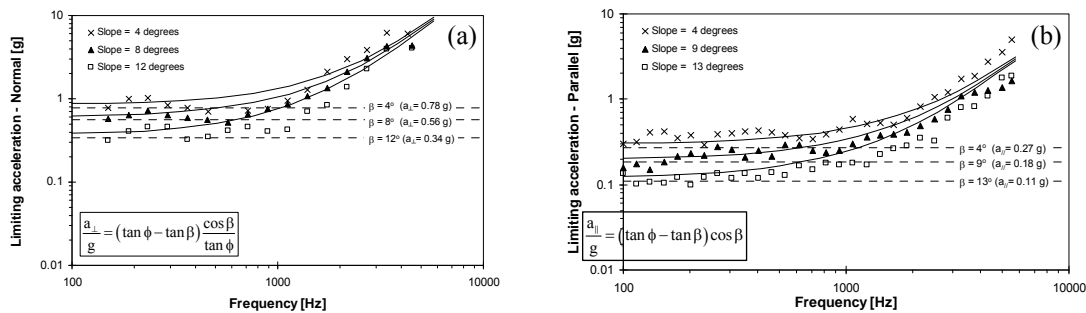 (a)
Limiting acceleration - Normal [g]
10
1
0.1
0.01
100
1000
10000
Frequency [Hz]
× Slope = 4 degrees
▲ Slope = 8 degrees
□ Slope = 12 degrees
β = 4° (a⊥= 0.78 g)
β = 8° (a⊥= 0.56 g)
β = 12° (a⊥= 0.34 g)
a⊥/g = (tan ϕ − tan β) cos β/tan ϕ
(b)
Limiting acceleration - Parallel [g]
10
1
0.1
0.01
100
1000
10000
Frequency [Hz]
× Slope = 4 degrees
▲ Slope = 9 degrees
□ Slope = 13 degrees
β = 4° (a//= 0.27 g)
β = 9° (a//= 0.18 g)
β = 13° (a//= 0.11 g)
a||/g = (tan ϕ − tan β) cos β